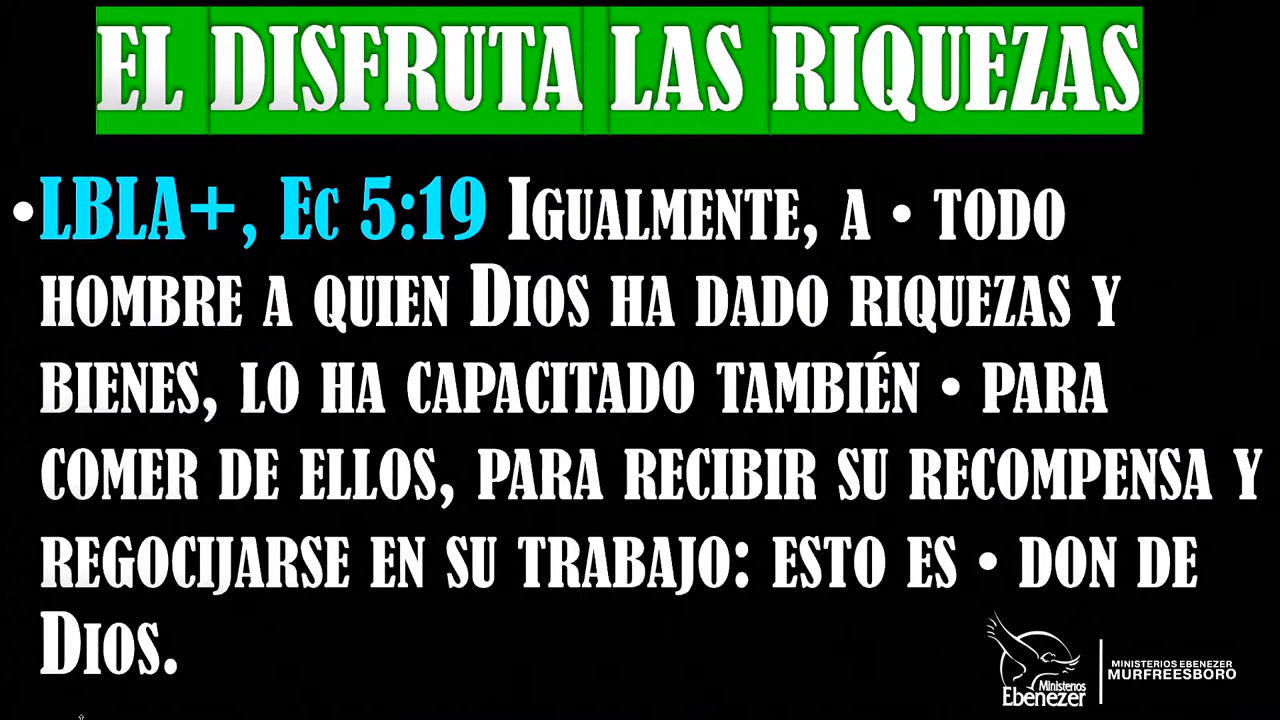 EL DISFRUTA LAS RIQUEZAS
•LBLA+, Ec 5:19 Igualmente, a • todo
hombre a quien Dios ha dado riquezas y
bienes, lo ha capacitado también • para
comer de ellos, para recibir su recompensa y
regocijarse en su trabajo: esto es • don de
Dios.
Ministerios
Ebenezer
MINISTERIOS EBENEZER
MURFREESBORO